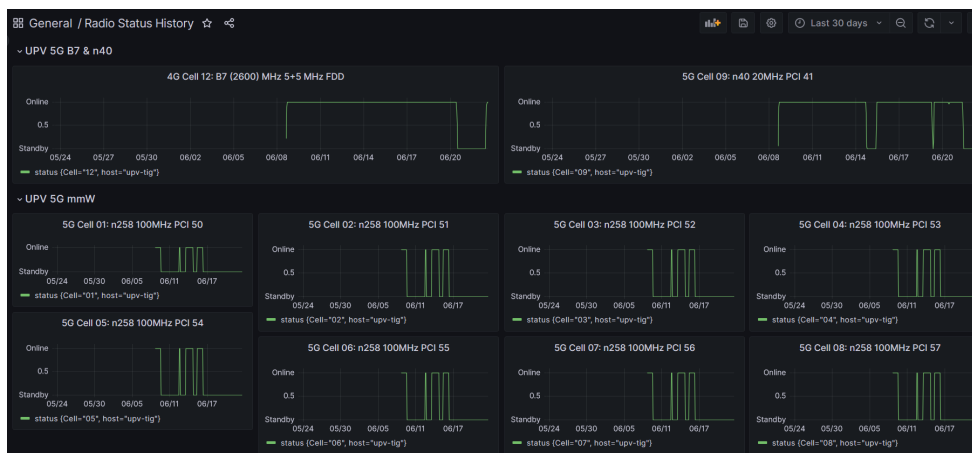 General / Radio Status History
Last 30 days
UPV 5G B7 & n40
4G Cell 12: B7 (2600) MHz 5+5 MHz FDD
Online
0.5
Standby
05/24 05/27 05/30 06/02 06/05 06/08 06/11 06/14 06/17 06/20
status {Cell="12", host="upv-tig"}
5G Cell 09: n40 20MHz PCI 41
Online
0.5
Standby
05/24 05/27 05/30 06/02 06/05 06/08 06/11 06/14 06/17 06/20
status {Cell="09", host="upv-tig"}
UPV 5G mmW
5G Cell 01: n258 100MHz PCI 50
Online
Standby
05/24 05/30 06/05 06/11 06/17
status {Cell="01", host="upv-tig"}
5G Cell 02: n258 100MHz PCI 51
Online
0.5
Standby
05/24 05/30 06/05 06/11 06/17
status {Cell="02", host="upv-tig"}
5G Cell 03: n258 100MHz PCI 52
Online
0.5
Standby
05/24 05/30 06/05 06/11 06/17
status {Cell="03", host="upv-tig"}
5G Cell 04: n258 100MHz PCI 53
Online
0.5
Standby
05/24 05/30 06/05 06/11 06/17
status {Cell="04", host="upv-tig"}
5G Cell 05: n258 100MHz PCI 54
Online
0.5
Standby
05/24 05/30 06/05 06/11 06/17
status {Cell="05", host="upv-tig"}
5G Cell 06: n258 100MHz PCI 55
Online
0.5
Standby
05/24 05/30 06/05 06/11 06/17
status {Cell="06", host="upv-tig"}
5G Cell 07: n258 100MHz PCI 56
Online
0.5
Standby
05/24 05/30 06/05 06/11 06/17
status {Cell="07", host="upv-tig"}
5G Cell 08: n258 100MHz PCI 57
Online
0.5
Standby
05/24 05/30 06/05 06/11 06/17
status {Cell="08", host="upv-tig"}